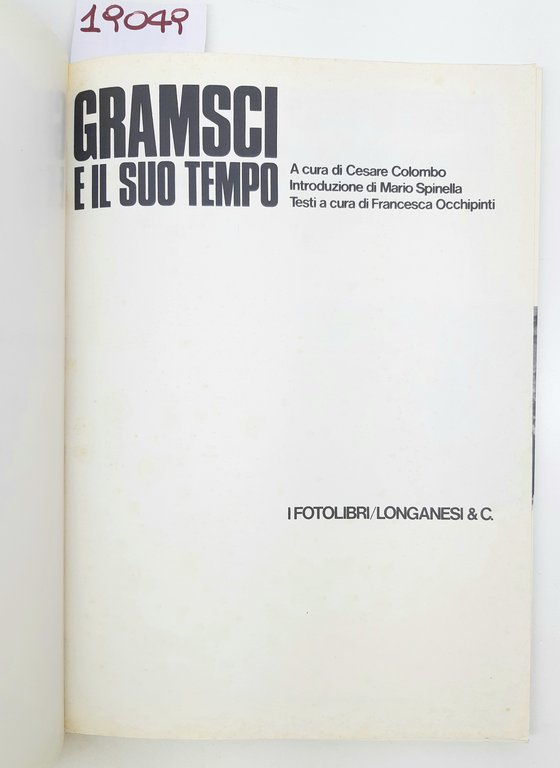 19049
GRAMSCI
E IL SUO TEMPO
A cura di Cesare Colombo
Introduzione di Mario Spinella
Testi a cura di Francesca Occhipinti
I FOTOLIBRI/LONGANESI & C.